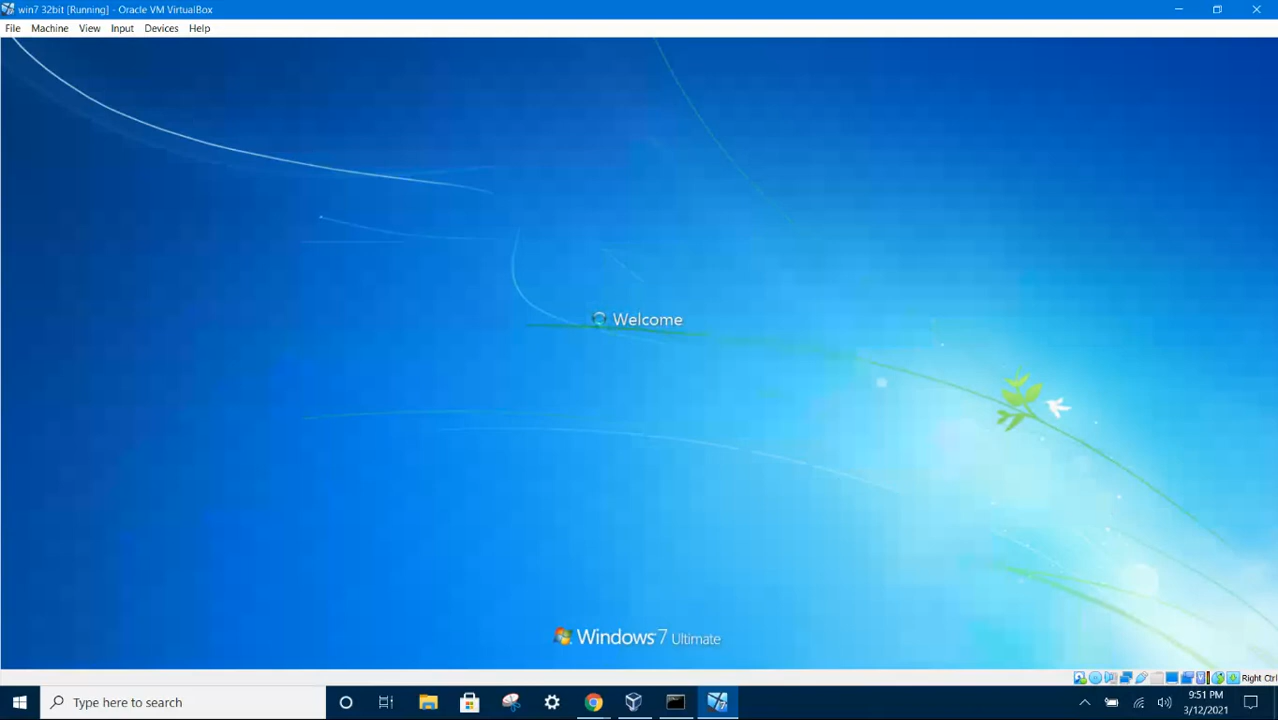 win7 32bit [Running] - Oracle VM VirtualBox
File Machine View Input Devices Help
Welcome
Windows 7 Ultimate
Right Ctrl
Type here to search
9:51 PM
3/12/2021